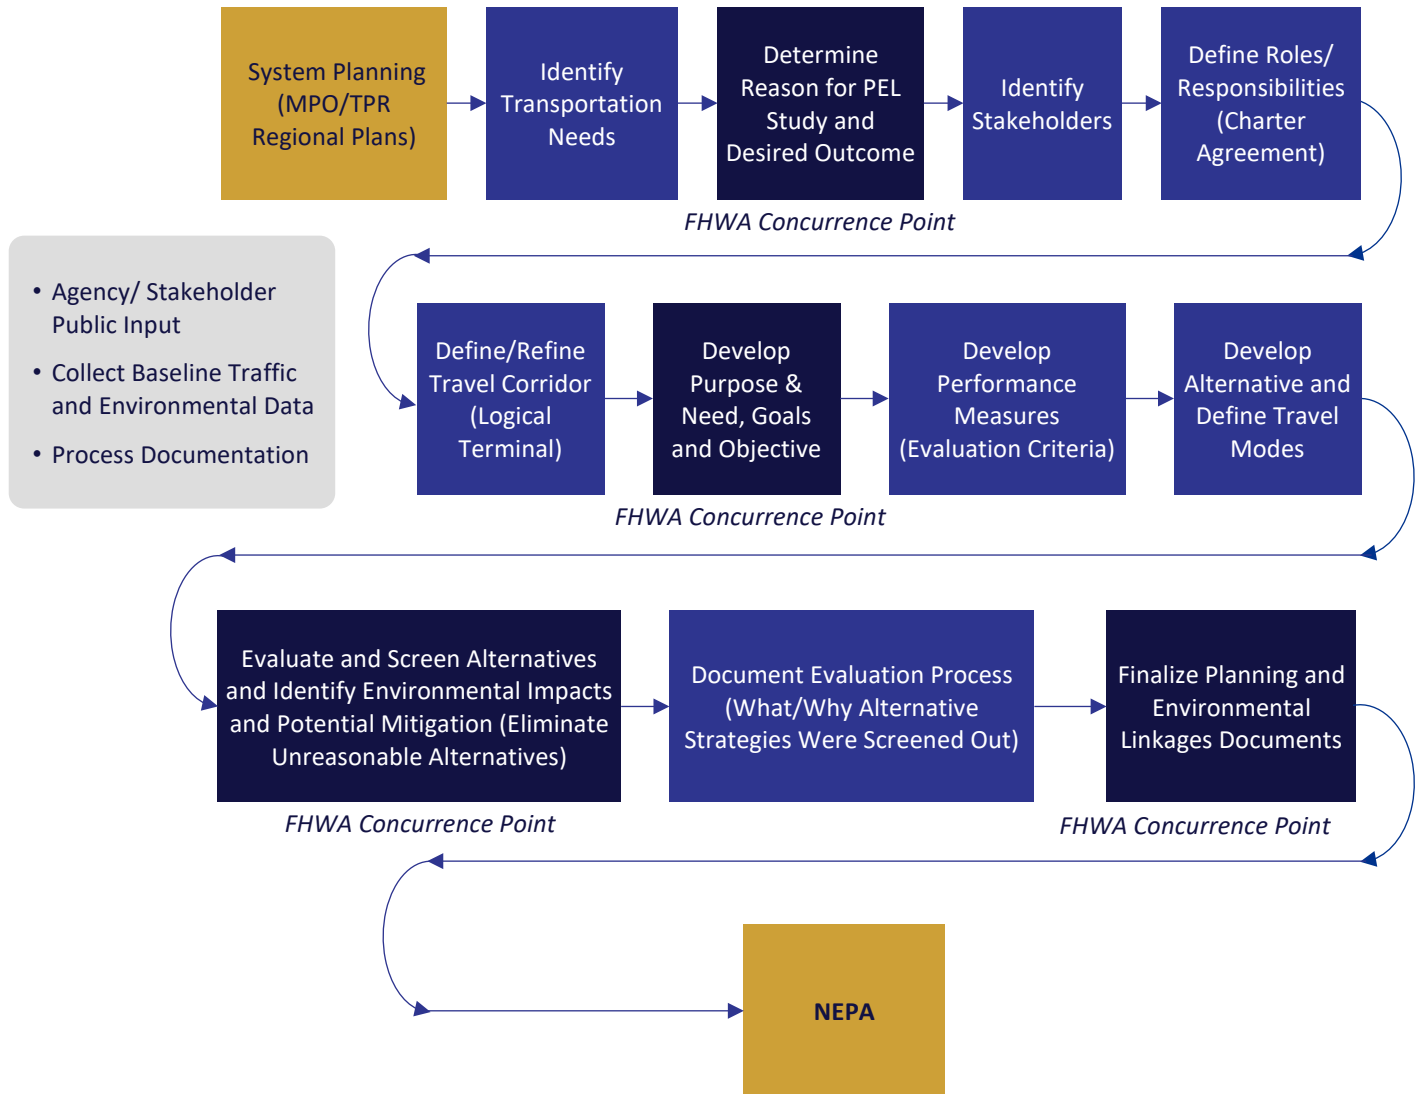 System Planning
(MPO/TPR
Regional Plans)
Identify
Transportation
Needs
Determine
Reason for PEL
Study and
Desired Outcome
Identify
Stakeholders
Define Roles/
Responsibilities
(Charter
Agreement)
FHWA Concurrence Point
• Agency/ Stakeholder
Public Input
• Collect Baseline Traffic
and Environmental Data
• Process Documentation
Define/Refine
Travel Corridor
(Logical
Terminal)
Develop
Purpose &
Need, Goals
and Objective
Develop
Performance
Measures
(Evaluation Criteria)
Develop
Alternative and
Define Travel
Modes
FHWA Concurrence Point
Evaluate and Screen Alternatives
and Identify Environmental Impacts
and Potential Mitigation (Eliminate
Unreasonable Alternatives)
Document Evaluation Process
(What/Why Alternative
Strategies Were Screened Out)
Finalize Planning and
Environmental
Linkages Documents
FHWA Concurrence Point
FHWA Concurrence Point
NEPA